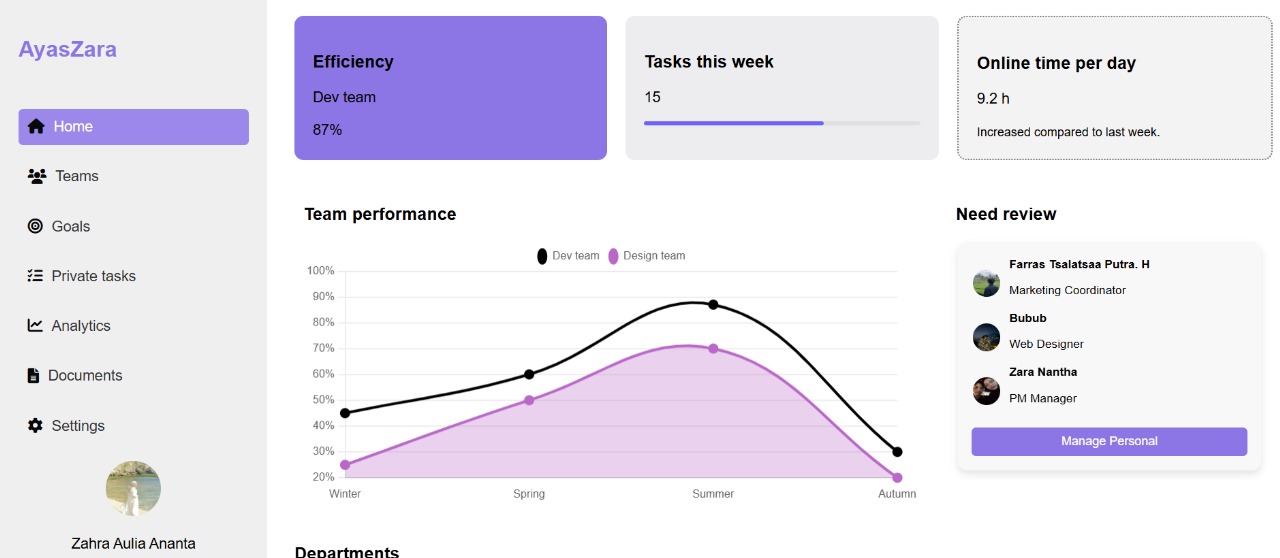 AyasZara
Home
Teams
Goals
Private tasks
Analytics
Documents
Settings
Zahra Aulia Ananta
Efficiency
Dev team
87%
Tasks this week
15
Online time per day
9.2 h
Increased compared to last week.
Team performance
Dev team Design team
100%
90%
80%
70%
60%
50%
40%
30%
20%
Winter Spring Summer Autumn
Need review
Farras Tsalatsaa Putra. H
Marketing Coordinator
Bubub
Web Designer
Zara Nantha
PM Manager
Manage Personal
Departments